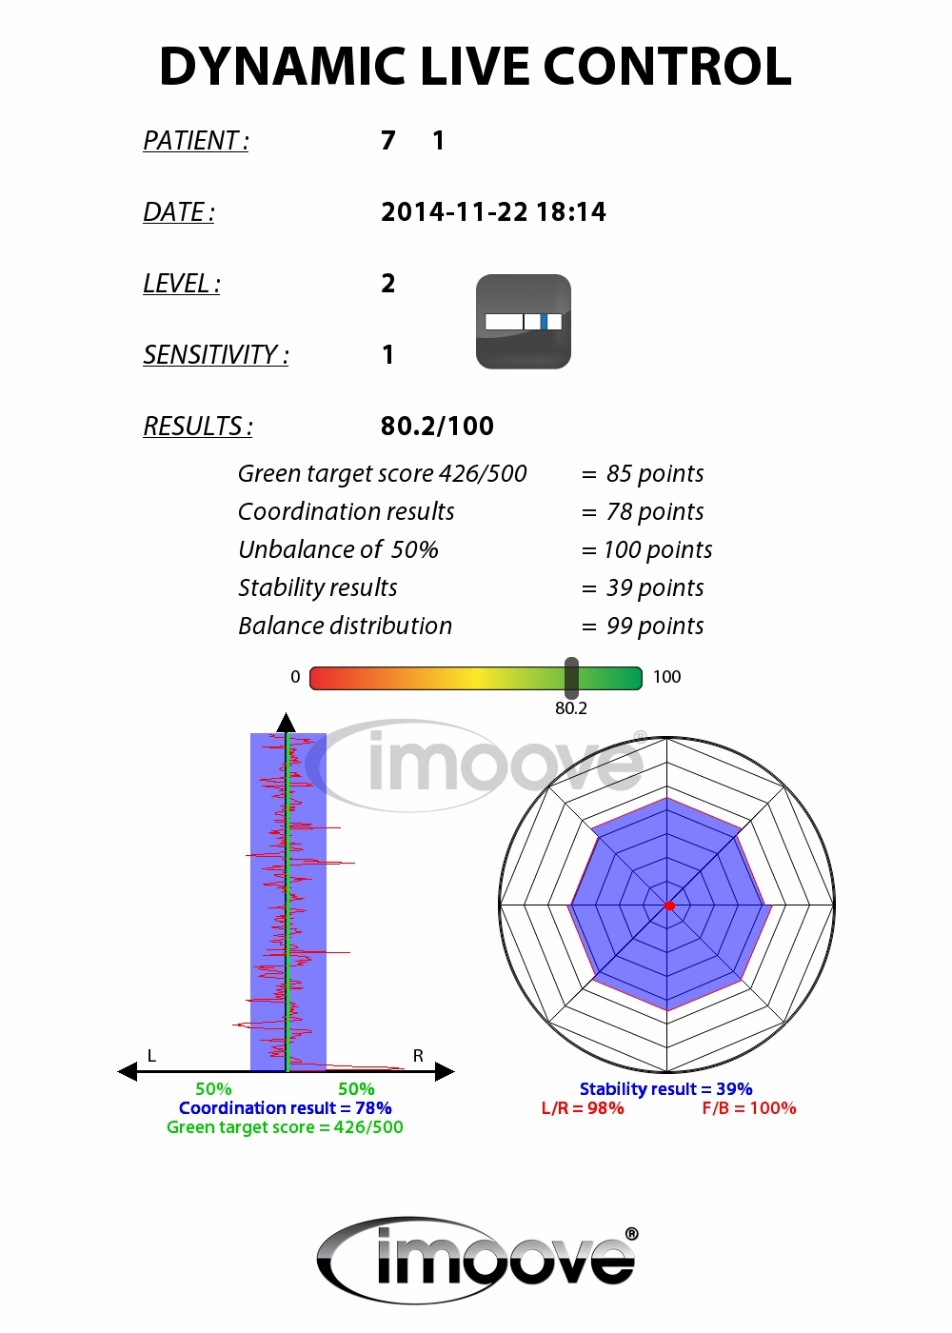 DYNAMIC LIVE CONTROL
PATIENT : 7 1
DATE : 2014-11-22 18:14
LEVEL : 2
SENSITIVITY : 1
RESULTS : 80.2/100
Green target score 426/500 = 85 points
Coordination results = 78 points
Unbalance of 50% = 100 points
Stability results = 39 points
Balance distribution = 99 points
0 100
80.2
imoove®
L R
50% 50%
Coordination result = 78%
Green target score = 426/500
Stability result = 39%
L/R = 98% F/B = 100%
imoove®